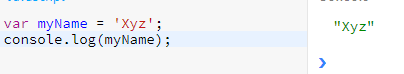 var myName = 'Xyz';
console.log(myName);
"Xyz"
❯